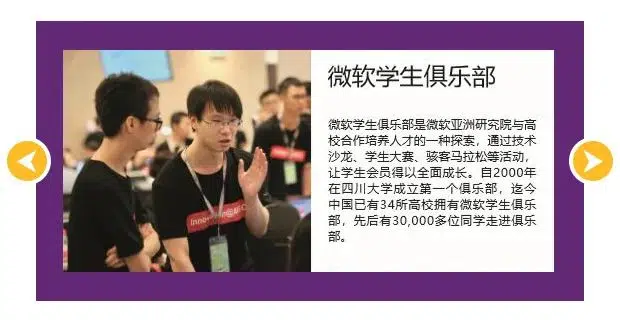 微软学生俱乐部
微软学生俱乐部是微软亚洲研究院与高
校合作培养人才的一种探索，通过技术
沙龙、学生大赛、骇客马拉松等活动，
让学生会员得以全面成长。自2000年
在四川大学成立第一个俱乐部，迄今
中国已有34所高校拥有微软学生俱乐
部，先后有30,000多位同学走进俱乐
部。